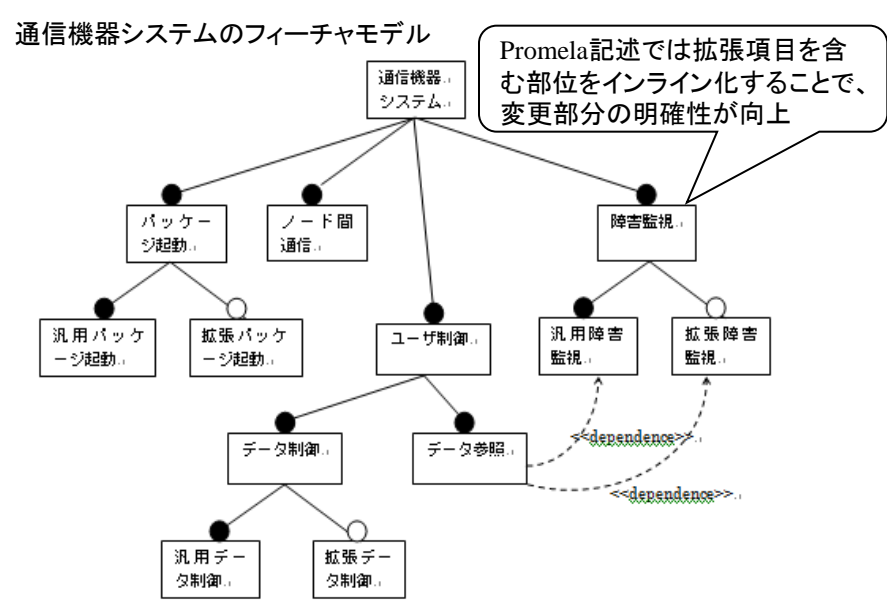 通信機器システムのフィーチャモデル
Promela記述では拡張項目を含
む部位をインライン化することで、
変更部分の明確性が向上
通信機器
システム
パッケー
ジ起動
ノード間
通信
障害監視
汎用パッケ
ージ起動
拡張パッケ
ージ起動
ユーザ制御
汎用障害
監視
拡張障害
監視
データ制御
データ参照
<<dependence>>
<<dependence>>
汎用デー
タ制御
拡張デー
タ制御